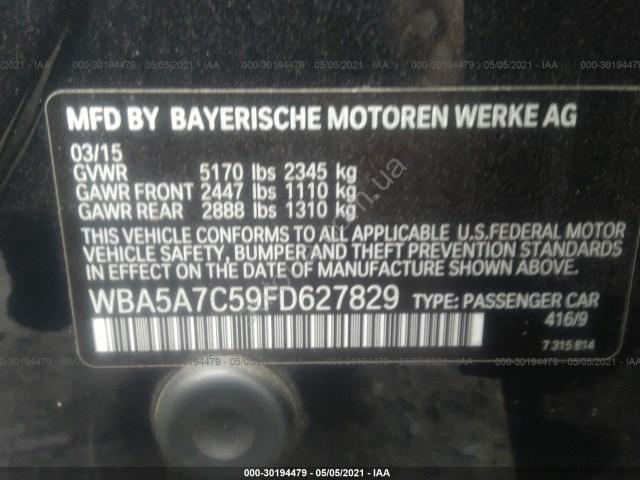 MFD BY BAYERISCHE MOTOREN WERKE AG
03/15
GVWR 5170 lbs 2345 kg
GAWR FRONT 2447 lbs 1110 kg
GAWR REAR 2888 lbs 1310 kg
THIS VEHICLE CONFORMS TO ALL APPLICABLE U.S.FEDERAL MOTOR
VEHICLE SAFETY, BUMPER AND THEFT PREVENTION STANDARDS
IN EFFECT ON THE DATE OF MANUFACTURE SHOWN ABOVE.
WBA5A7C59FD627829 TYPE: PASSENGER CAR
416/9
7 315 814
000-30194479 - 05/05/2021 - IAA